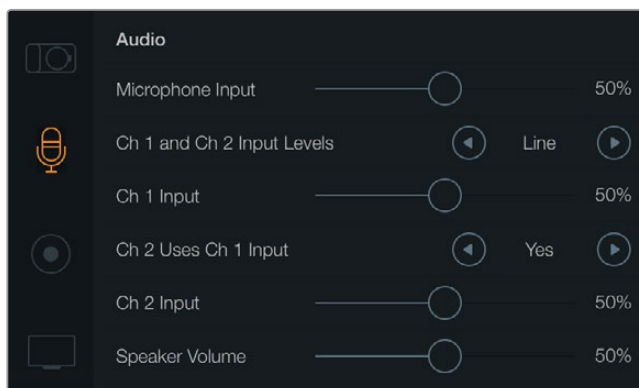 Audio
Microphone Input 50%
Ch 1 and Ch 2 Input Levels Line
Ch 1 Input 50%
Ch 2 Uses Ch 1 Input Yes
Ch 2 Input 50%
Speaker Volume 50%